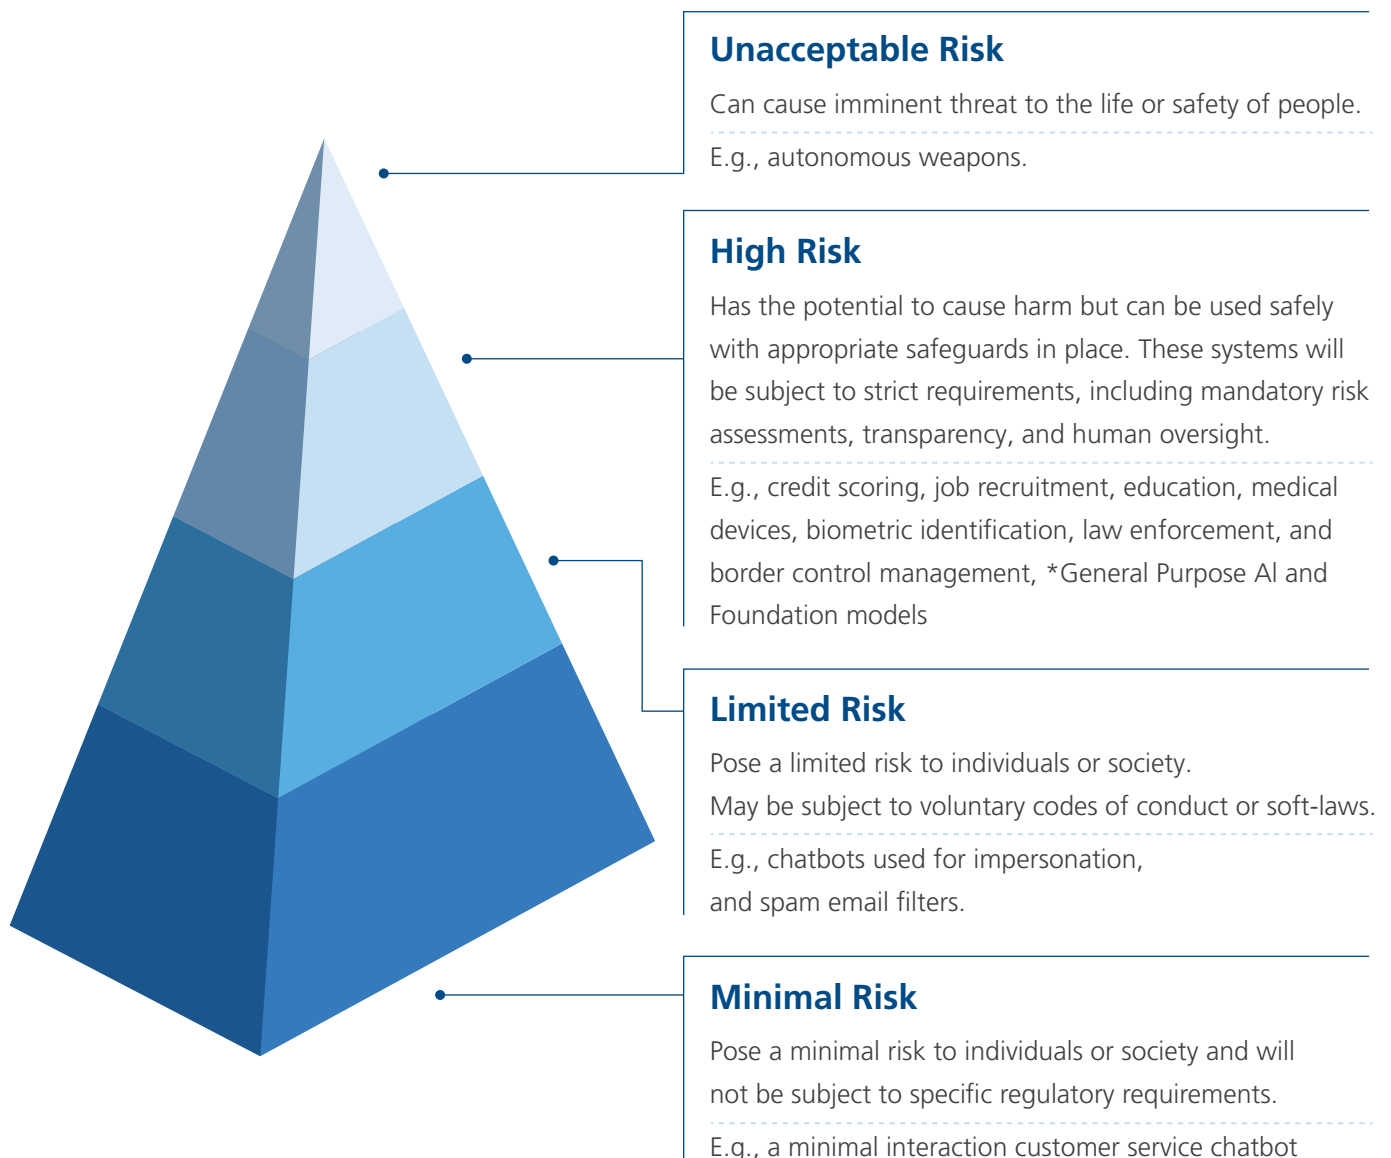 Unacceptable Risk
Can cause imminent threat to the life or safety of people.
E.g., autonomous weapons.
High Risk
Has the potential to cause harm but can be used safely
with appropriate safeguards in place. These systems will
be subject to strict requirements, including mandatory risk
assessments, transparency, and human oversight.
E.g., credit scoring, job recruitment, education, medical
devices, biometric identification, law enforcement, and
border control management, *General Purpose Al and
Foundation models
Limited Risk
Pose a limited risk to individuals or society.
May be subject to voluntary codes of conduct or soft-laws.
E.g., chatbots used for impersonation,
and spam email filters.
Minimal Risk
Pose a minimal risk to individuals or society and will
not be subject to specific regulatory requirements.
E.g., a minimal interaction customer service chatbot